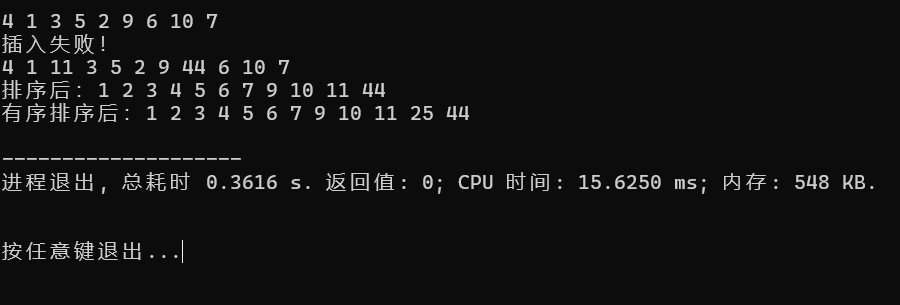 4 1 3 5 2 9 6 10 7
插入失败!
4 1 11 3 5 2 9 44 6 10 7
排序后: 1 2 3 4 5 6 7 9 10 11 44
有序排序后: 1 2 3 4 5 6 7 9 10 11 25 44
--------------------
进程退出, 总耗时 0.3616 s. 返回值: 0; CPU 时间: 15.6250 ms; 内存: 548 KB.
按任意键退出...